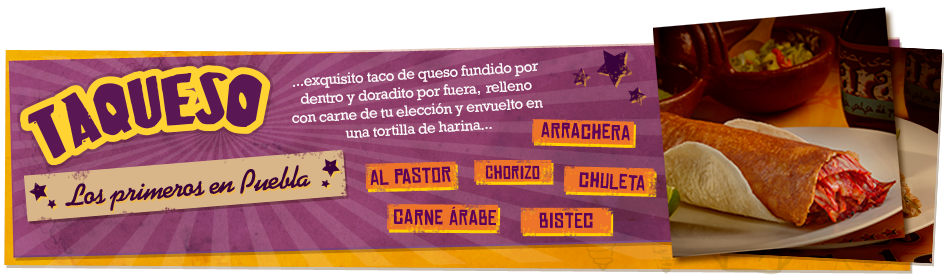 TAQUESO
Los primeros en Puebla
...exquisito taco de queso fundido por
dentro y doradito por fuera, relleno
con carne de tu elección y envuelto en
una tortilla de harina...
ARRACHERA
AL PASTOR
CHORIZO
CHULETA
CARNE ÁRABE
BISTEC